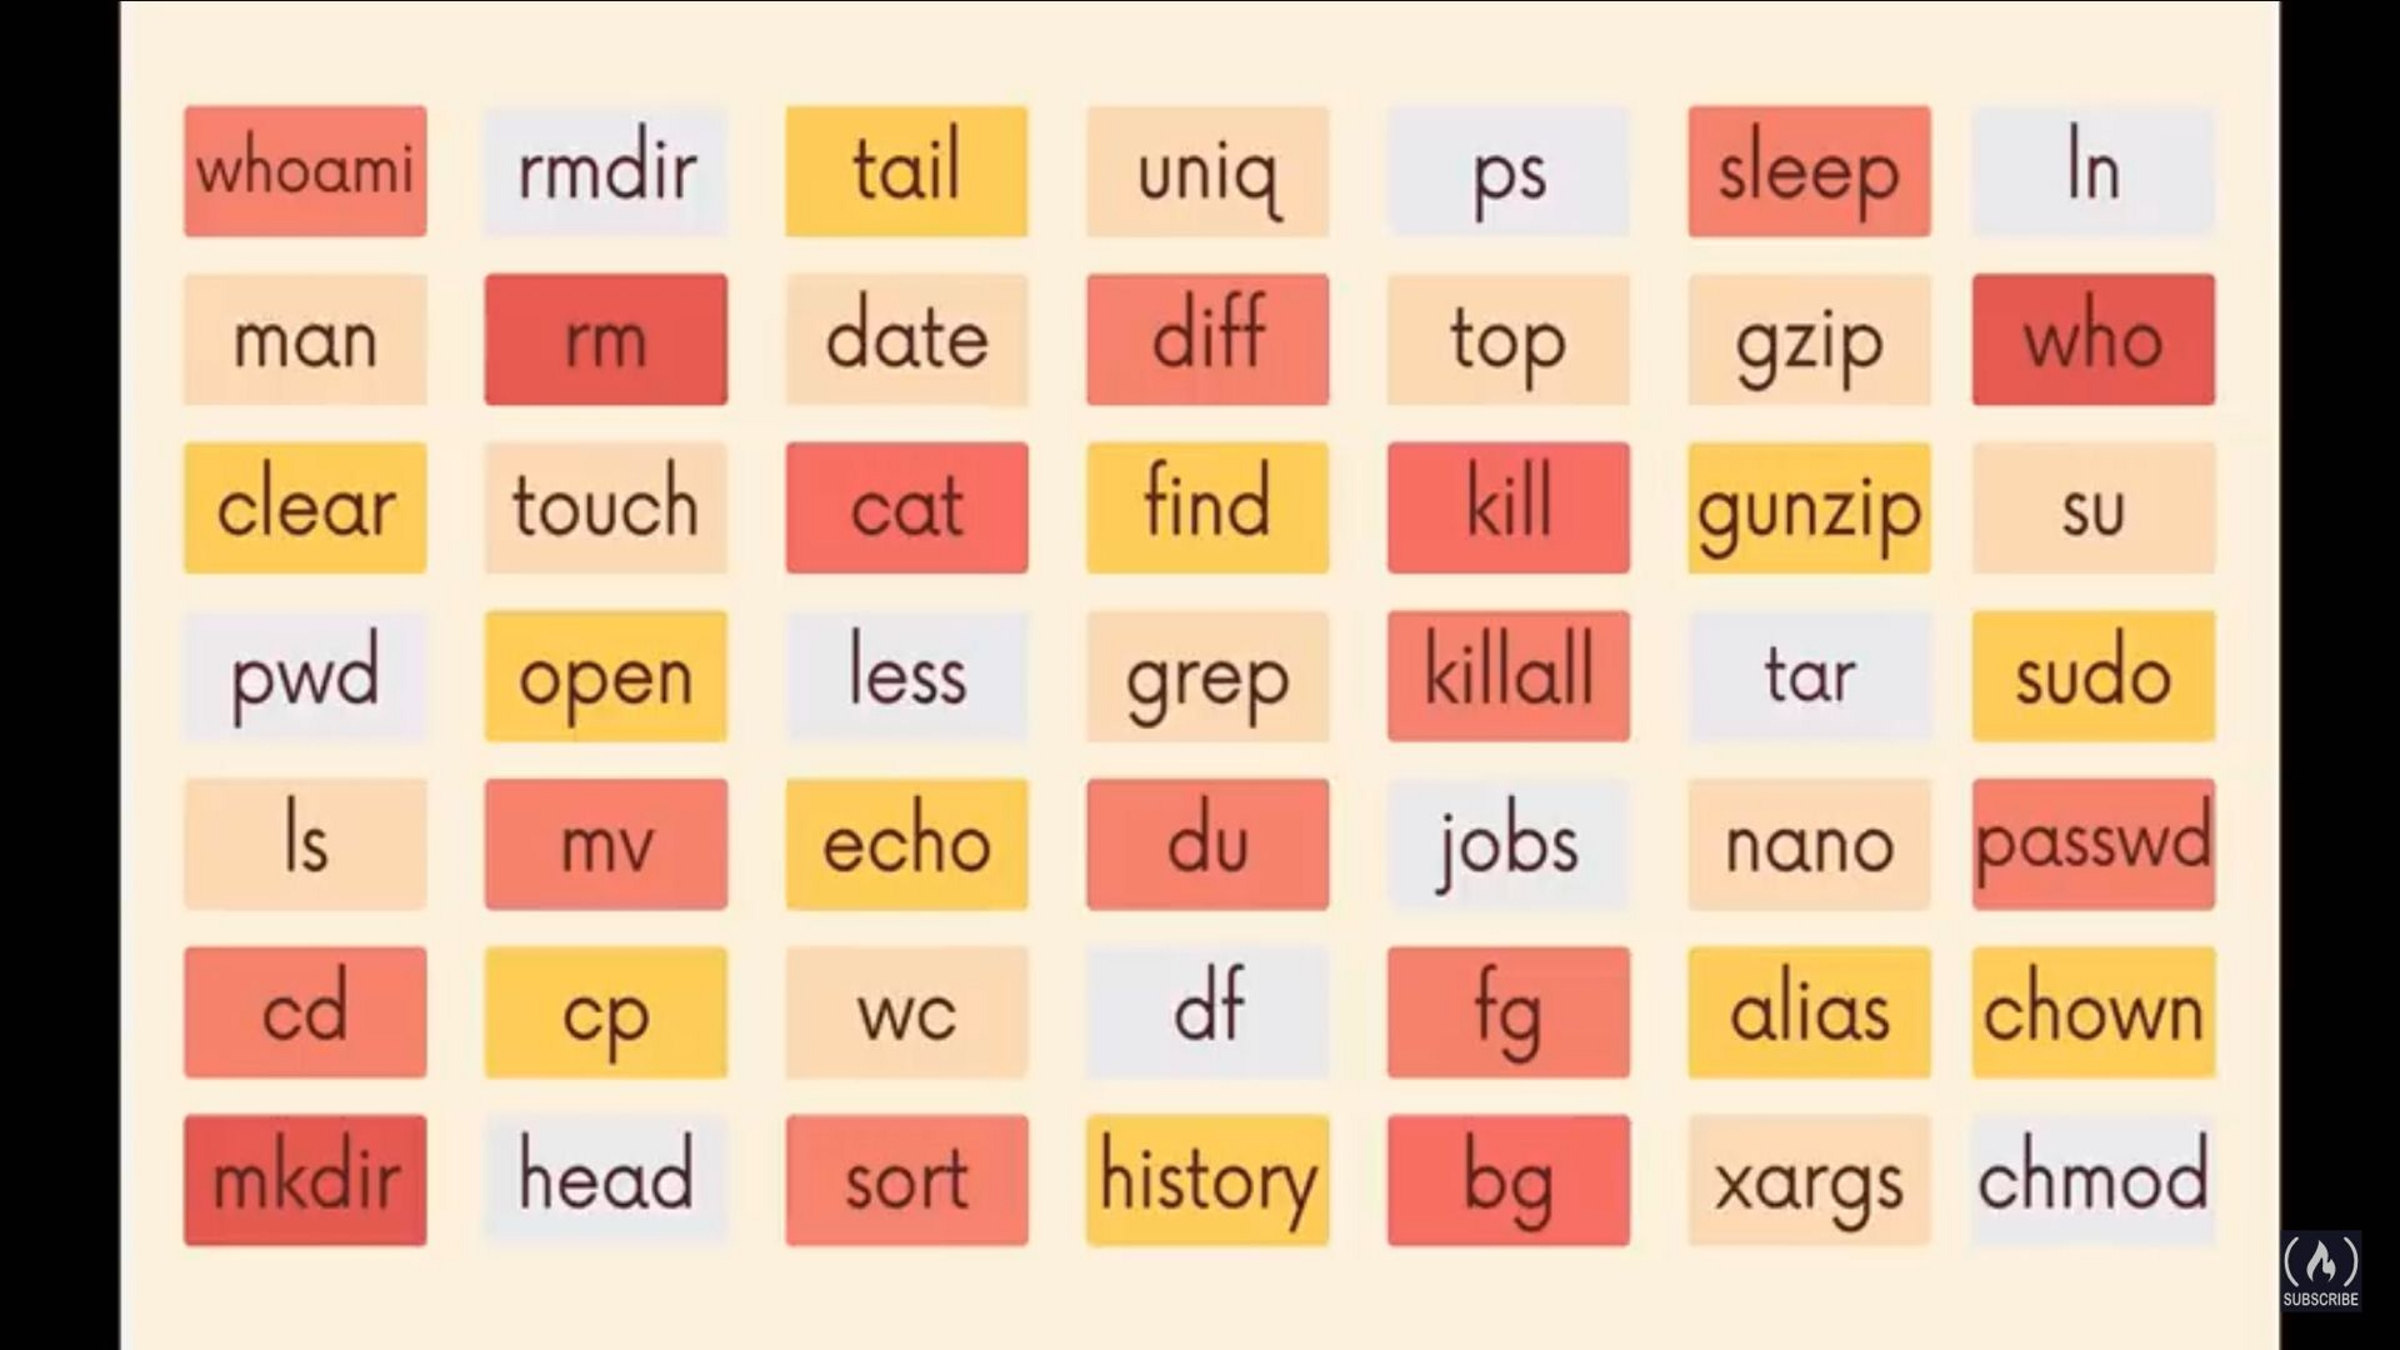 whoami rmdir tail uniq ps sleep ln
man rm date diff top gzip who
clear touch cat find kill gunzip su
pwd open less grep killall tar sudo
ls mv echo du jobs nano passwd
cd cp wc df fg alias chown
mkdir head sort history bg xargs chmod
SUBSCRIBE